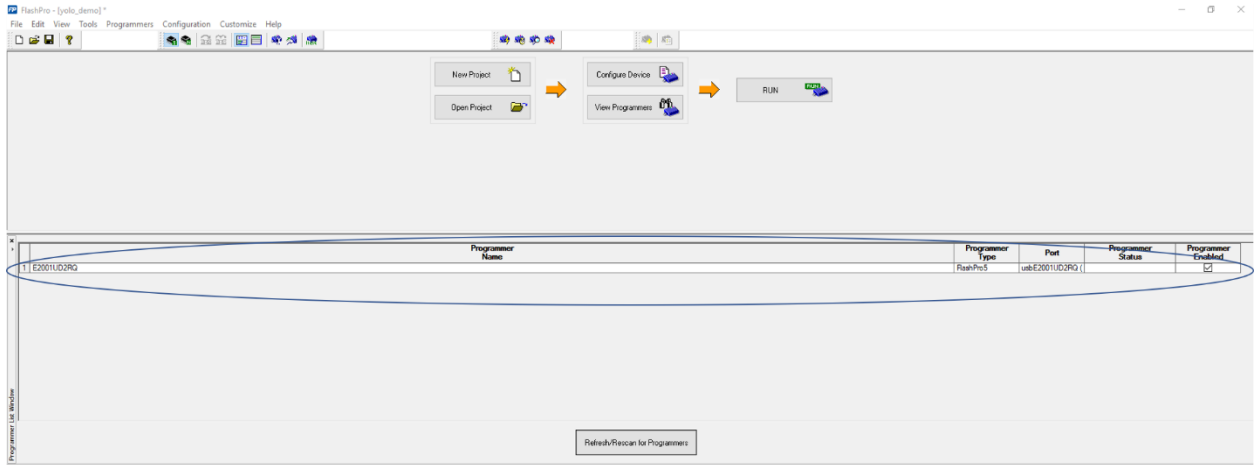 FP FlashPro - [yolo_demo] *
File Edit View Tools Programmers Configuration Customize Help
New Project
Configure Device
RUN
Open Project
View Programmers
Programmer Name
Programmer Type
Port
Programmer Status
Programmer Enabled
1 E2001UD2RQ FlashPro5 usbE2001UD2RQ (
Programmer List Window
Refresh/Rescan for Programmers